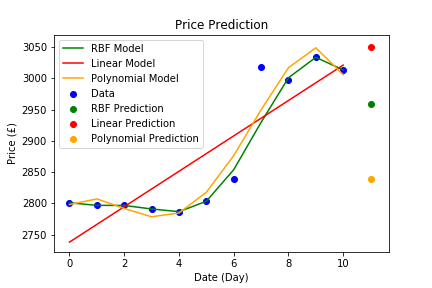 Price Prediction
3050
3000
2950
2900
2850
2800
2750
Price (£)
RBF Model
Linear Model
Polynomial Model
Data
RBF Prediction
Linear Prediction
Polynomial Prediction
0 2 4 6 8 10
Date (Day)